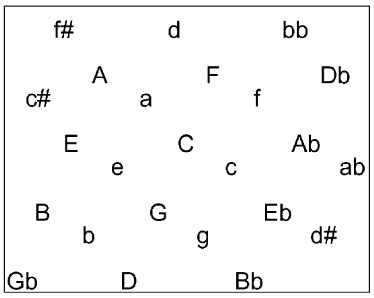 f# d bb
A F Db
c# a f
E C Ab
e c ab
B G Eb
b g d#
Gb D Bb